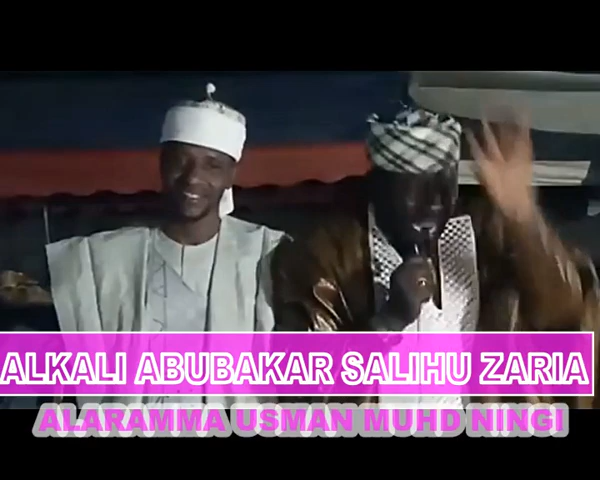 ALKALI ABUBAKAR SALIHU ZARIA
ALARAMMA USMAN MUHD NINGI